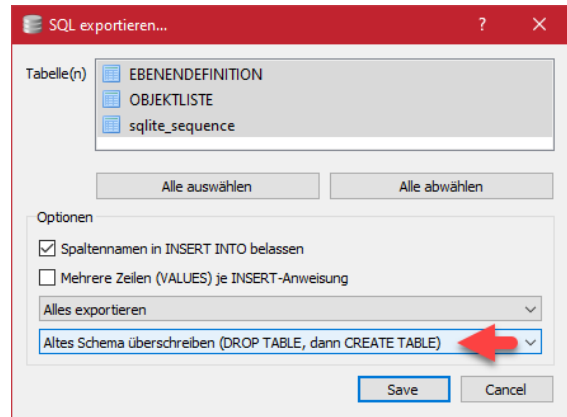 SQL exportieren...
Tabelle(n)
EBENENDEFINITION
OBJEKTLISTE
sqlite_sequence
Alle auswählen
Alle abwählen
Optionen
Spaltennamen in INSERT INTO belassen
Mehrere Zeilen (VALUES) je INSERT-Anweisung
Alles exportieren
Altes Schema überschreiben (DROP TABLE, dann CREATE TABLE)
Save
Cancel